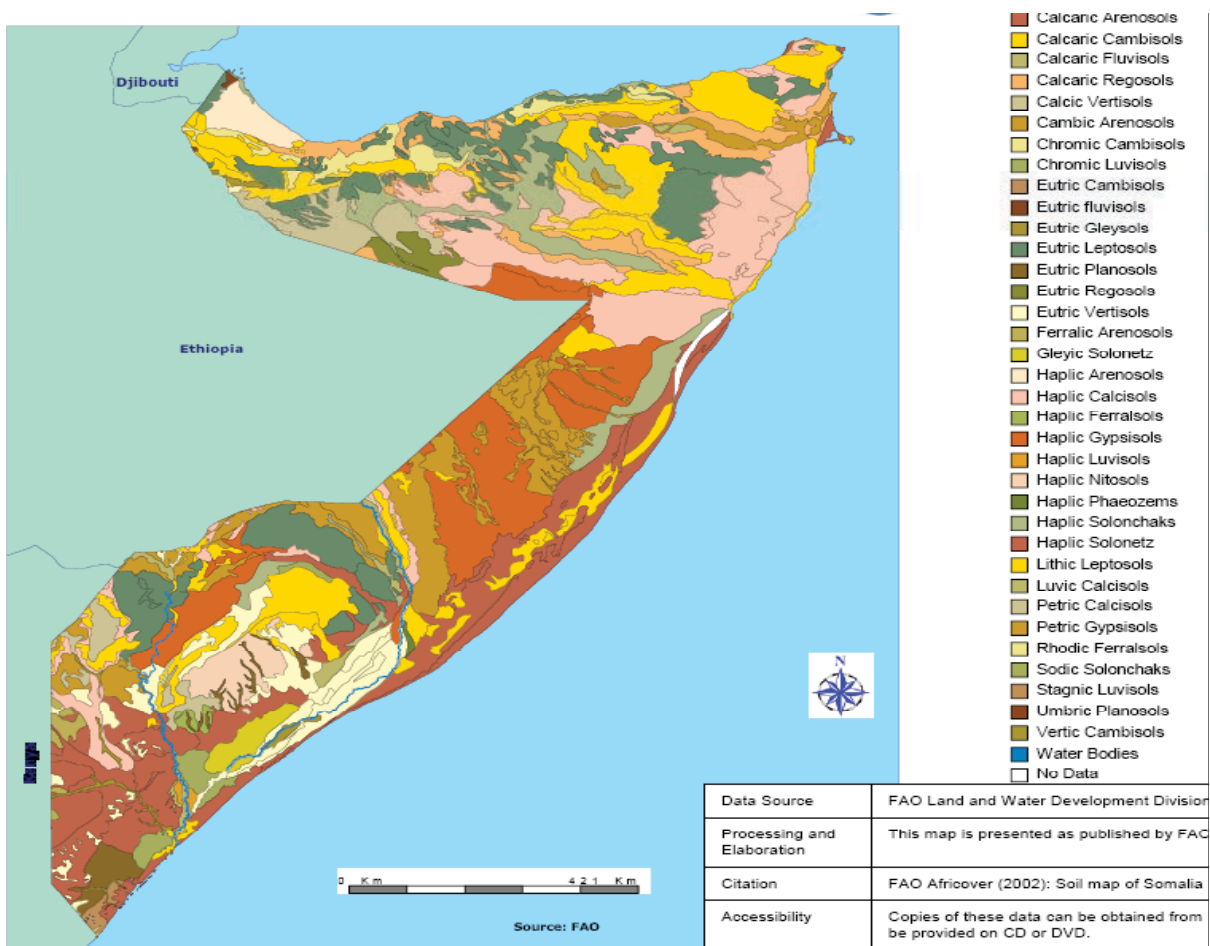 Djibouti
Ethiopia
Kenya
N
0 Km 421 Km
Source: FAO
Calcaric Arenosols
Calcaric Cambisols
Calcaric Fluvisols
Calcaric Regosols
Calcic Vertisols
Cambic Arenosols
Chromic Cambisols
Chromic Luvisols
Eutric Cambisols
Eutric fluvisols
Eutric Gleysols
Eutric Leptosols
Eutric Planosols
Eutric Regosols
Eutric Vertisols
Ferralic Arenosols
Gleyic Solonetz
Haplic Arenosols
Haplic Calcisols
Haplic Ferralsols
Haplic Gypsisols
Haplic Luvisols
Haplic Nitosols
Haplic Phaeozems
Haplic Solonchaks
Haplic Solonetz
Lithic Leptosols
Luvic Calcisols
Petric Calcisols
Petric Gypsisols
Rhodic Ferralsols
Sodic Solonchaks
Stagnic Luvisols
Umbric Planosols
Vertic Cambisols
Water Bodies
No Data
Data Source FAO Land and Water Development Division
Processing and
Elaboration
This map is presented as published by FAO
Citation FAO Africover (2002): Soil map of Somalia
Accessibility
Copies of these data can be obtained from
be provided on CD or DVD.